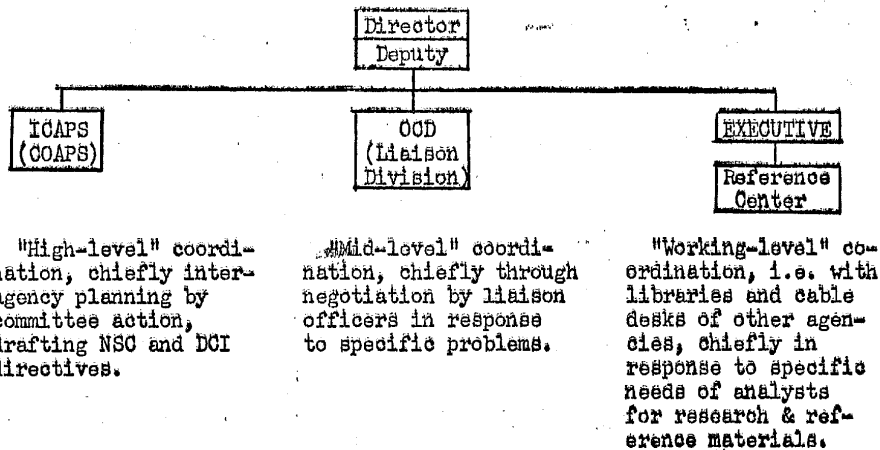 Director
Deputy
ICAPS
(COAPS)
OCD
(Liaison
Division)
EXECUTIVE
Reference
Center
"High-level" coordi-
nation, chiefly inter-
agency planning by
committee action,
drafting NSC and DCI
directives.
"Mid-level" coordi-
nation, chiefly through
negotiation by liaison
officers in response
to specific problems.
"Working-level" co-
ordination, i.e. with
libraries and cable
desks of other agen-
cies, chiefly in
response to specific
needs of analysts
for research & ref-
erence materials.